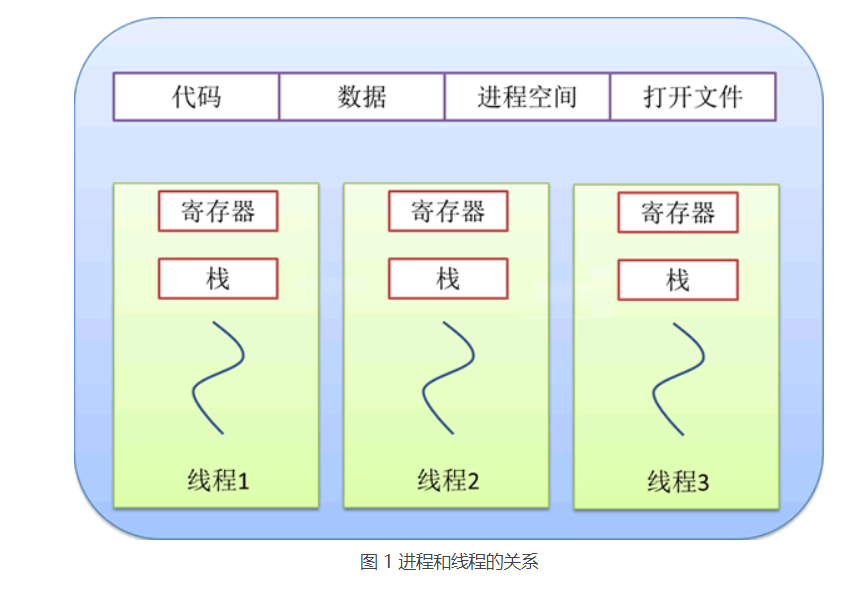 代码 数据 进程空间 打开文件
寄存器 寄存器 寄存器
栈 栈 栈
线程1 线程2 线程3
图 1 进程和线程的关系